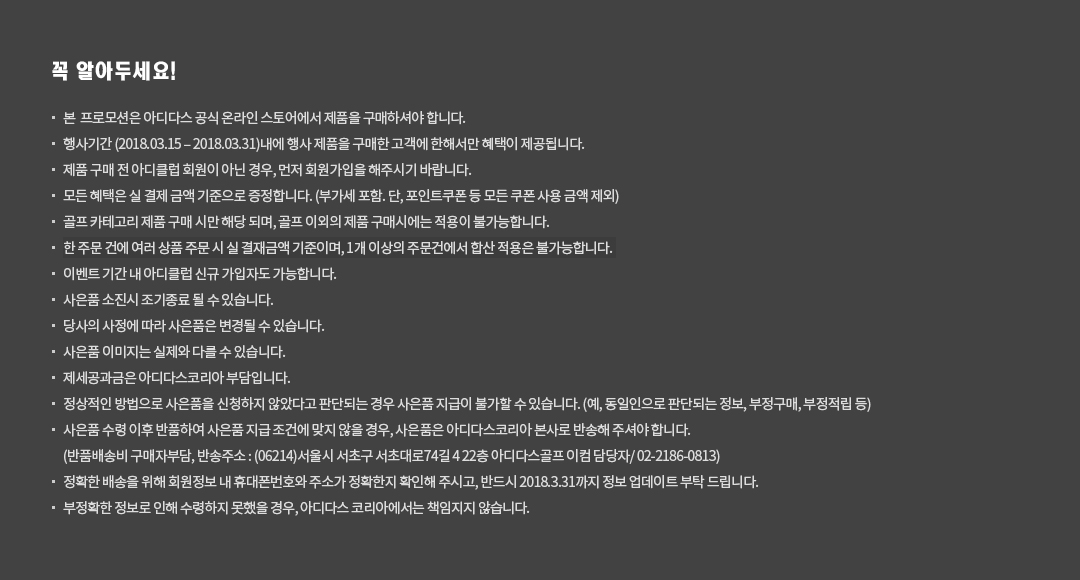 꼭 알아두세요!
· 본 프로모션은 아디다스 공식 온라인 스토어에서 제품을 구매하셔야 합니다.
· 행사기간 (2018.03.15 – 2018.03.31)내에 행사 제품을 구매한 고객에 한해서만 혜택이 제공됩니다.
· 제품 구매 전 아디클럽 회원이 아닌 경우, 먼저 회원가입을 해주시기 바랍니다.
· 모든 혜택은 실 결제 금액 기준으로 증정합니다. (부가세 포함. 단, 포인트쿠폰 등 모든 쿠폰 사용 금액 제외)
· 골프 카테고리 제품 구매 시만 해당 되며, 골프 이외의 제품 구매시에는 적용이 불가능합니다.
· 한 주문 건에 여러 상품 주문 시 실 결재금액 기준이며, 1개 이상의 주문건에서 합산 적용은 불가능합니다.
· 이벤트 기간 내 아디클럽 신규 가입자도 가능합니다.
· 사은품 소진시 조기종료 될 수 있습니다.
· 당사의 사정에 따라 사은품은 변경될 수 있습니다.
· 사은품 이미지는 실제와 다를 수 있습니다.
· 제세공과금은 아디다스코리아 부담입니다.
· 정상적인 방법으로 사은품을 신청하지 않았다고 판단되는 경우 사은품 지급이 불가할 수 있습니다. (예, 동일인으로 판단되는 정보, 부정구매, 부정적립 등)
· 사은품 수령 이후 반품하여 사은품 지급 조건에 맞지 않을 경우, 사은품은 아디다스코리아 본사로 반송해 주셔야 합니다.
(반품배송비 구매자부담, 반송주소 : (06214)서울시 서초구 서초대로74길 4 22층 아디다스골프 이컴 담당자/ 02-2186-0813)
· 정확한 배송을 위해 회원정보 내 휴대폰번호와 주소가 정확한지 확인해 주시고, 반드시 2018.3.31까지 정보 업데이트 부탁 드립니다.
· 부정확한 정보로 인해 수령하지 못했을 경우, 아디다스 코리아에서는 책임지지 않습니다.